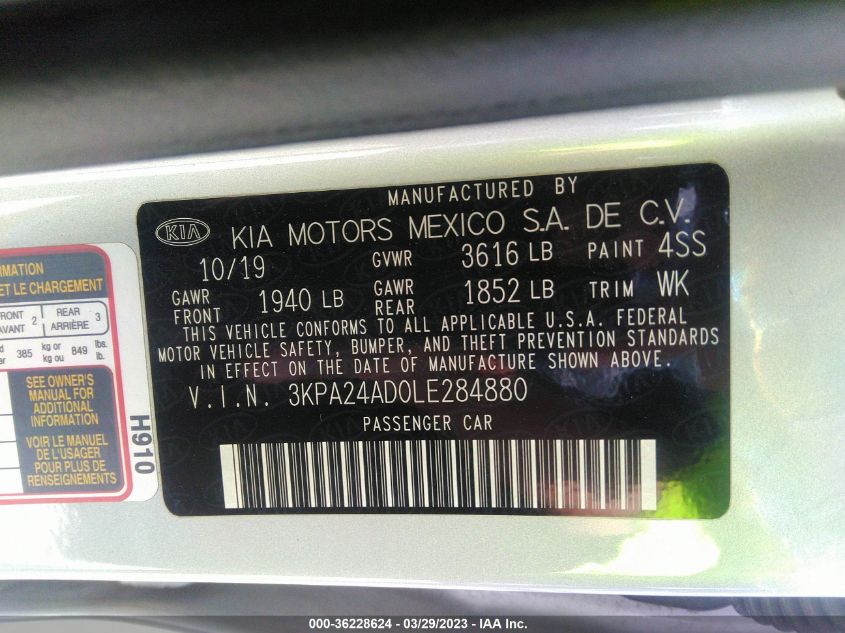 MANUFACTURED BY
KIA KIA MOTORS MEXICO S.A. DE C.V.
10/19 GVWR 3616 LB PAINT 4SS
GAWR FRONT 1940 LB GAWR REAR 1852 LB TRIM WK
THIS VEHICLE CONFORMS TO ALL APPLICABLE U.S.A. FEDERAL
MOTOR VEHICLE SAFETY, BUMPER, AND THEFT PREVENTION STANDARDS
IN EFFECT ON THE DATE OF MANUFACTURE SHOWN ABOVE.
V.I.N. 3KPA24AD0LE284880
PASSENGER CAR
ET LE CHARGEMENT
FRONT 2 REAR 3
AVANT ARRIÈRE
385 kg or 849 lbs.
kg ou lb.
SEE OWNER'S
MANUAL FOR
ADDITIONAL
INFORMATION
VOIR LE MANUEL
DE L'USAGER
POUR PLUS DE
RENSEIGNEMENTS
H910
000-36228624 - 03/29/2023 - IAA Inc.